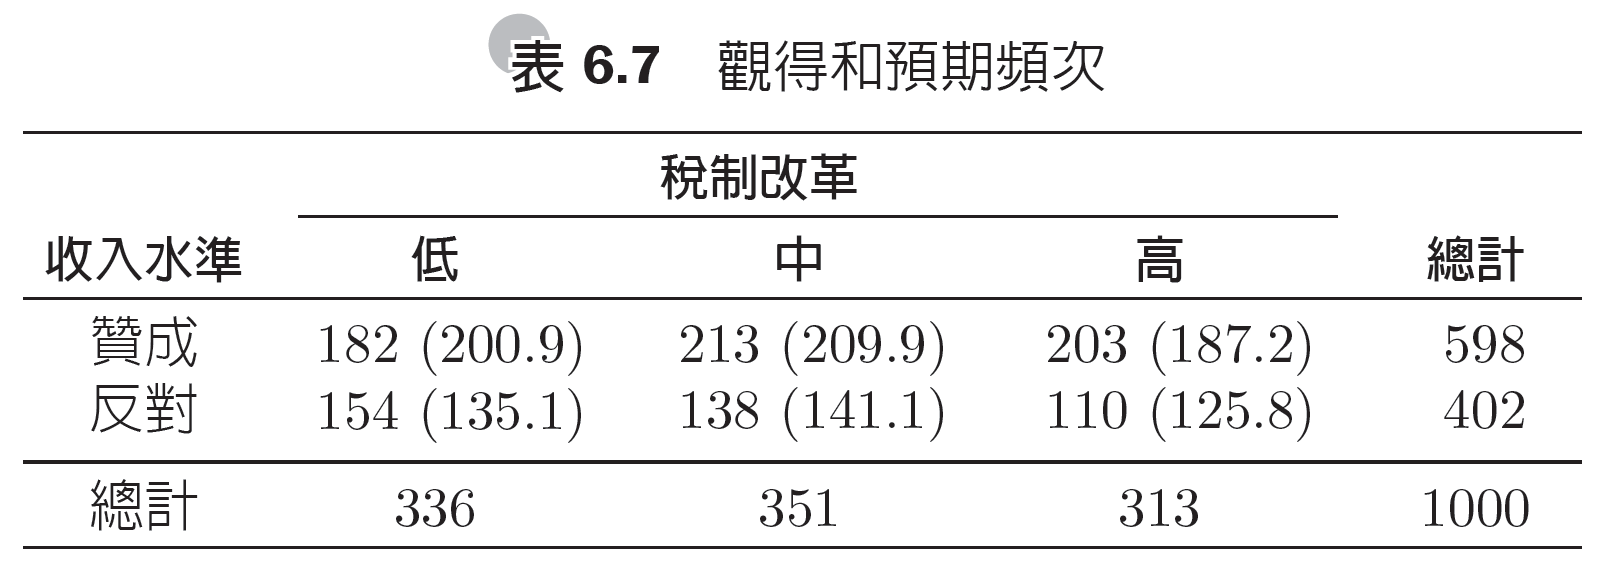 表 6.7 觀得和預期頻次
稅制改革
收入水準 低 中 高 總計
贊成 182 (200.9) 213 (209.9) 203 (187.2) 598
反對 154 (135.1) 138 (141.1) 110 (125.8) 402
總計 336 351 313 1000